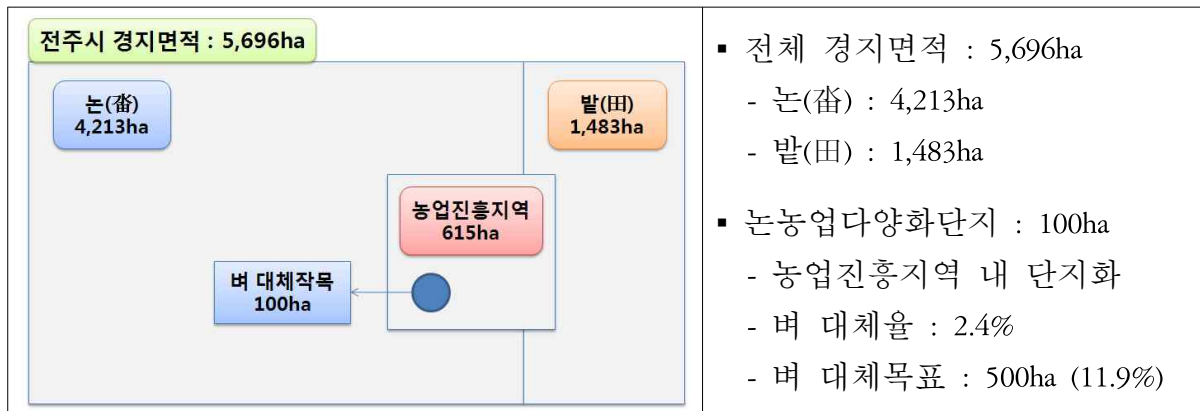 전주시 경지면적 : 5,696ha
논(畓)
4,213ha
밭(田)
1,483ha
농업진흥지역
615ha
벼 대체작목
100ha
▪ 전체 경지면적 : 5,696ha
- 논(畓) : 4,213ha
- 밭(田) : 1,483ha
▪ 논농업다양화단지 : 100ha
- 농업진흥지역 내 단지화
- 벼 대체율 : 2.4%
- 벼 대체목표 : 500ha (11.9%)